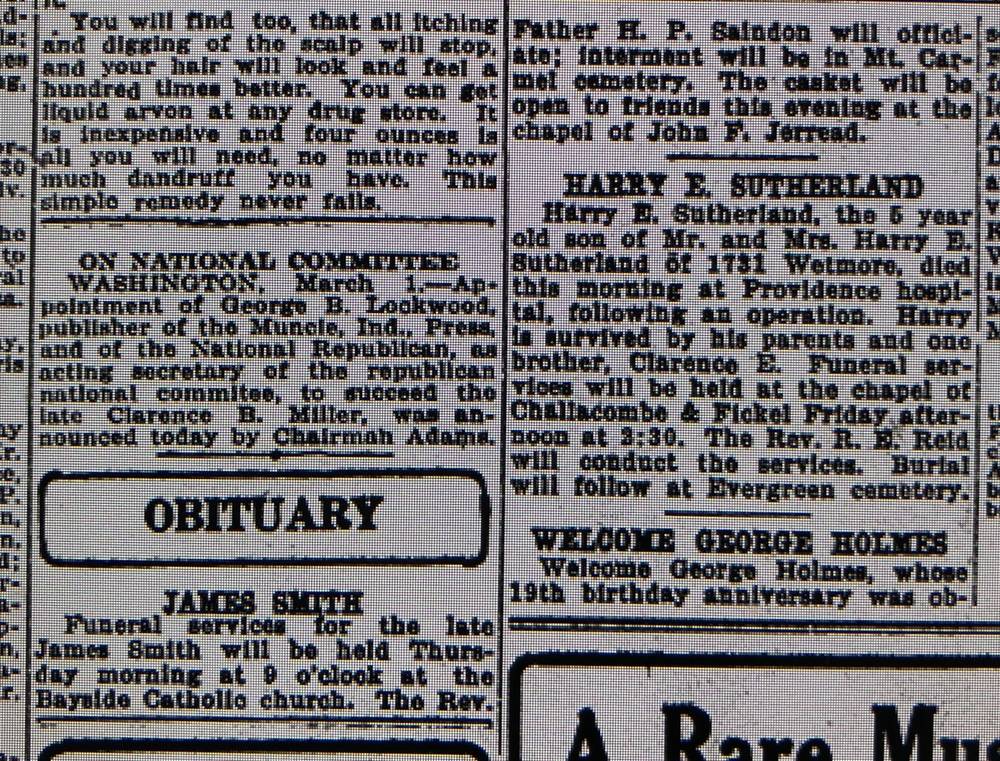 You will find too, that all itching
and digging of the scalp will stop,
and your hair will look and feel a
hundred times better. You can get
liquid arvon at any drug store. It
is inexpensive and four ounces is
all you will need, no matter how
much dandruff you have. This
simple remedy never fails.
ON NATIONAL COMMITTEE
WASHINGTON, March 1.—Ap-
pointment of George B. Lockwood,
publisher of the Muncie, Ind., Press,
and of the National Republican, as
acting secretary of the republican
national commitee, to succeed the
late Clarence B. Miller, was an-
nounced today by Chairman Adams.
OBITUARY
JAMES SMITH
Funeral services for the late
James Smith will be held Thurs-
day morning at 9 o'clock at the
Bayside Catholic church. The Rev.
Father H. P. Saindon will offici-
ate; interment will be in Mt. Car-
mel cemetery. The casket will be
open to friends this evening at the
chapel of John F. Jerread.
HARRY E. SUTHERLAND
Harry E. Sutherland, the 5 year
old son of Mr. and Mrs. Harry E.
Sutherland of 1731 Wetmore, died
this morning at Providence hospi-
tal, following an operation. Harry
is survived by his parents and one
brother, Clarence E. Funeral ser-
vices will be held at the chapel of
Challacombe & Fickel Friday after-
noon at 3:30. The Rev. R. E. Reid
will conduct the services. Burial
will follow at Evergreen cemetery.
WELCOME GEORGE HOLMES
Welcome George Holmes, whose
19th birthday anniversary was ob-
A Rare